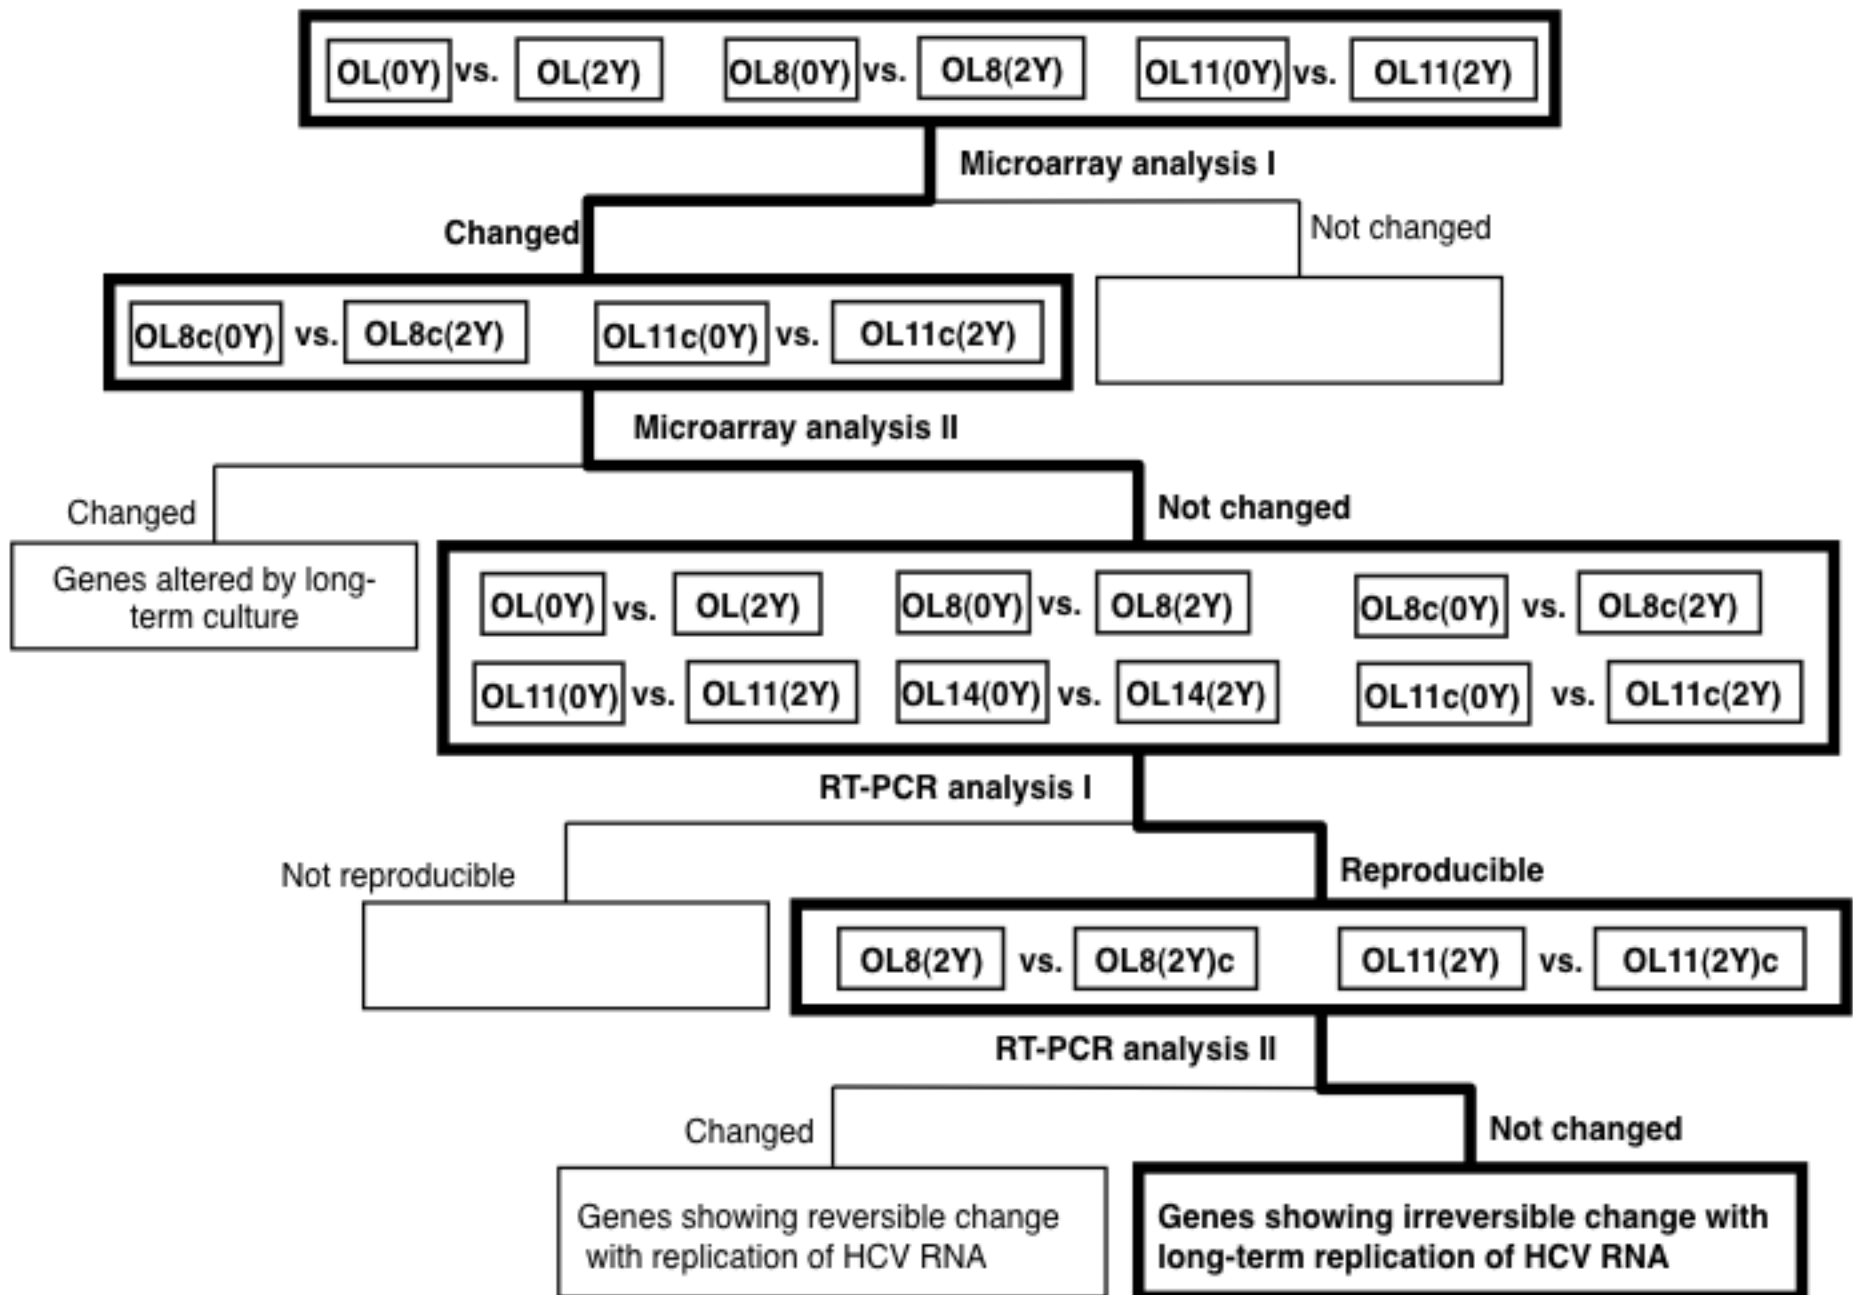 OL(0Y) vs. OL(2Y) OL8(0Y) vs. OL8(2Y) OL11(0Y) vs. OL11(2Y)
Microarray analysis I
Changed
Not changed
OL8c(0Y) vs. OL8c(2Y) OL11c(0Y) vs. OL11c(2Y)
Microarray analysis II
Changed
Not changed
Genes altered by long-
term culture
OL(0Y) vs. OL(2Y) OL8(0Y) vs. OL8(2Y) OL8c(0Y) vs. OL8c(2Y)
OL11(0Y) vs. OL11(2Y) OL14(0Y) vs. OL14(2Y) OL11c(0Y) vs. OL11c(2Y)
RT-PCR analysis I
Not reproducible
Reproducible
OL8(2Y) vs. OL8(2Y)c OL11(2Y) vs. OL11(2Y)c
RT-PCR analysis II
Changed
Not changed
Genes showing reversible change
with replication of HCV RNA
Genes showing irreversible change with
long-term replication of HCV RNA